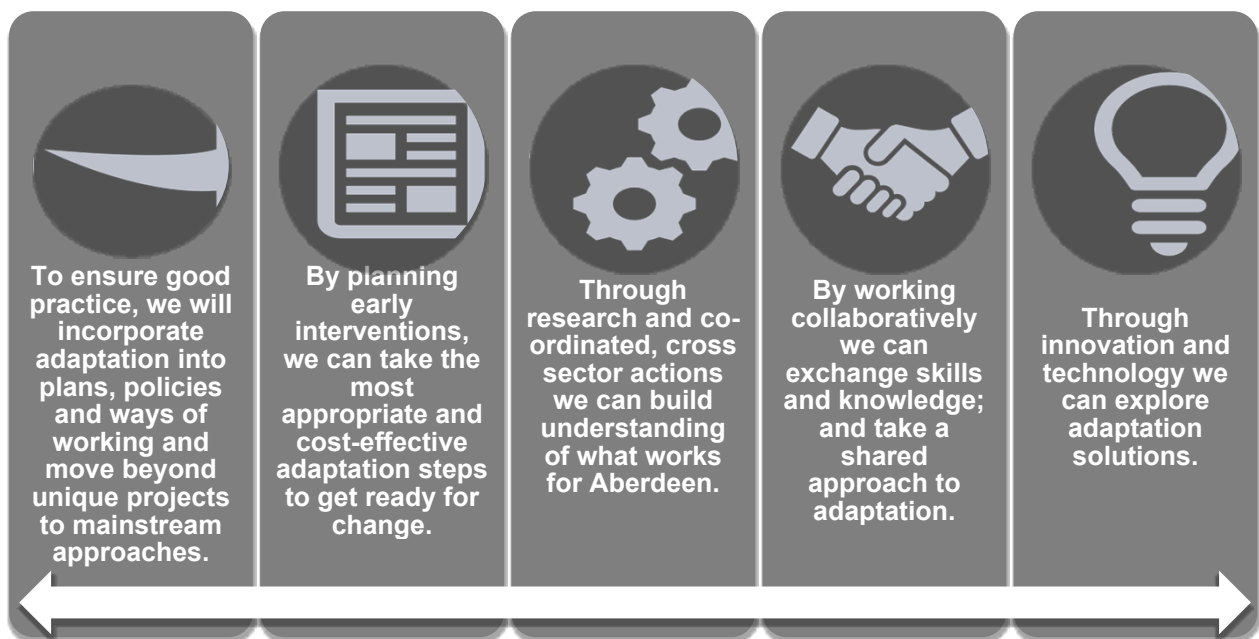 To ensure good
practice, we will
incorporate
adaptation into
plans, policies
and ways of
working and
move beyond
unique projects
to mainstream
approaches.
By planning
early
interventions,
we can take the
most
appropriate and
cost-effective
adaptation steps
to get ready for
change.
Through
research and co-
ordinated, cross
sector actions
we can build
understanding
of what works
for Aberdeen.
By working
collaboratively
we can
exchange skills
and knowledge;
and take a
shared
approach to
adaptation.
Through
innovation and
technology we
can explore
adaptation
solutions.